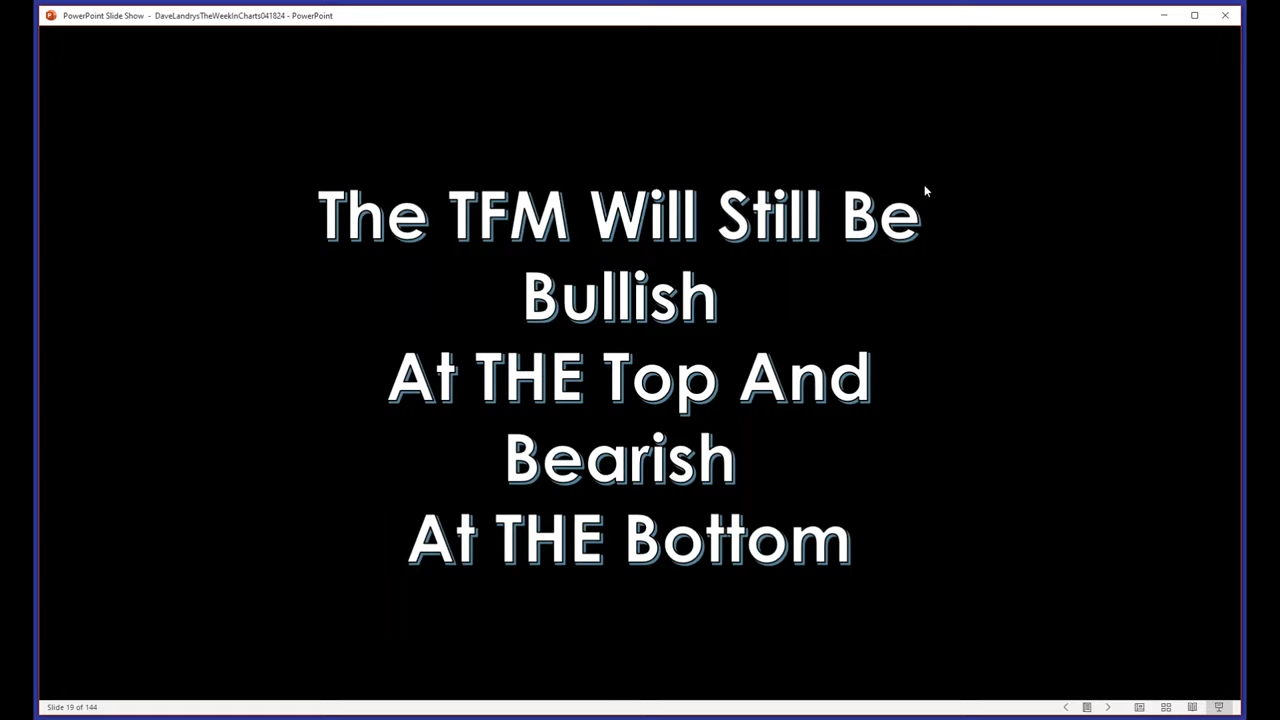 PowerPoint Slide Show - DaveLandrysTheWeekInCharts041824 - PowerPoint
The TFM Will Still Be
Bullish
At THE Top And
Bearish
At THE Bottom
Slide 19 of 144